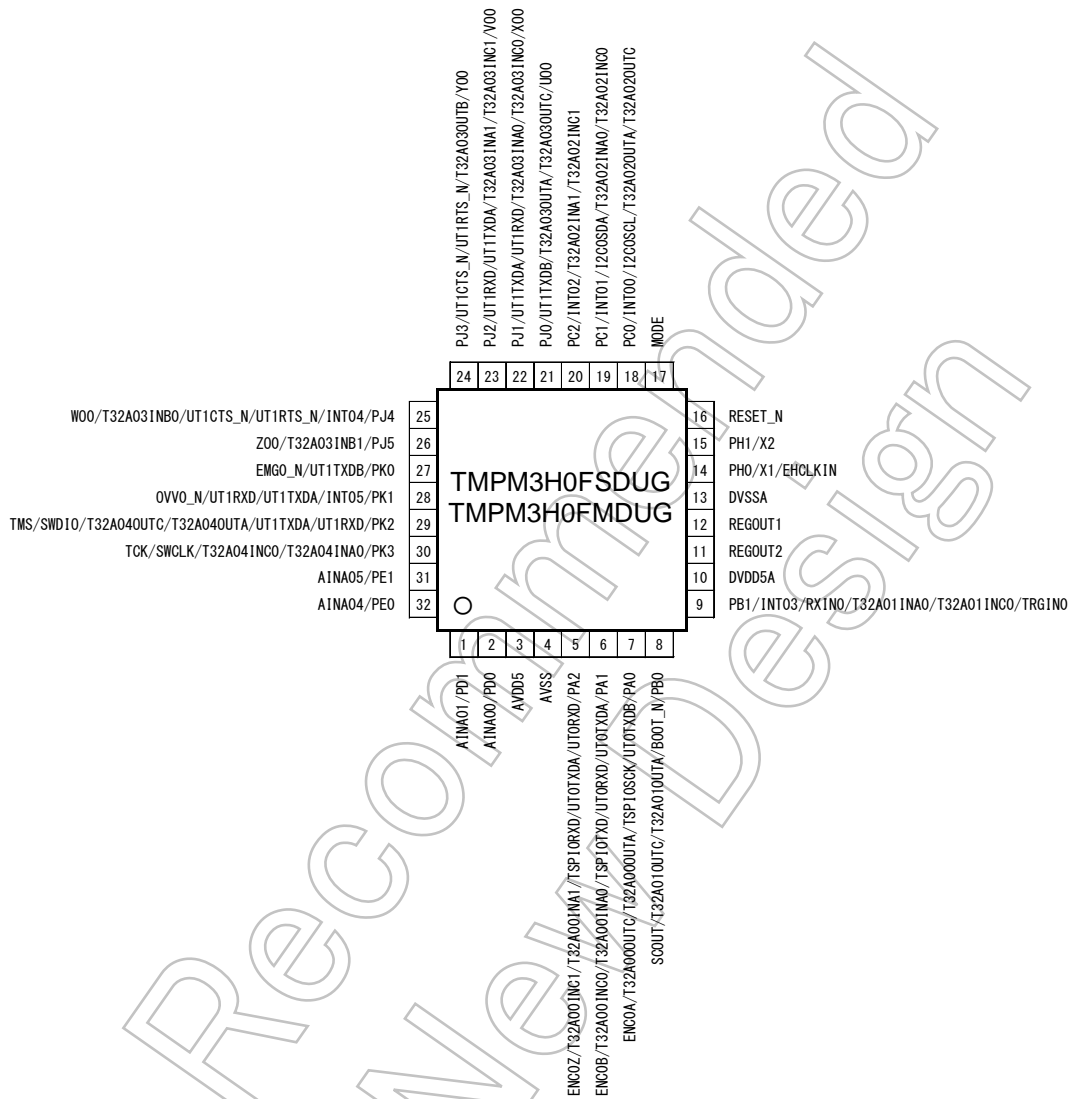 PJ3/UT1CTS_N/UT1RTS_N/T32A03OUTB/YO0
PJ2/UT1RXD/UT1TXDA/T32A03INA1/T32A03INC1/VO0
PJ1/UT1TXDA/UT1RXD/T32A03INA0/T32A03INC0/XO0
PJ0/UT1TXDB/T32A03OUTA/T32A03OUTC/UO0
PC2/INT02/T32A02INA1/T32A02INC1
PC1/INT01/I2C0SDA/T32A02INA0/T32A02INC0
PC0/INT00/I2C0SCL/T32A02OUTA/T32A02OUTC
MODE
24 23 22 21 20 19 18 17
WO0/T32A03INB0/UT1CTS_N/UT1RTS_N/INT04/PJ4 25
ZO0/T32A03INB1/PJ5 26
EMG0_N/UT1TXDB/PK0 27
OVV0_N/UT1RXD/UT1TXDA/INT05/PK1 28
TMS/SWDIO/T32A04OUTC/T32A04OUTA/UT1TXDA/UT1RXD/PK2 29
TCK/SWCLK/T32A04INC0/T32A04INA0/PK3 30
AINA05/PE1 31
AINA04/PE0 32
TMPM3H0FSDUG
TMPM3H0FMDUG
16 RESET_N
15 PH1/X2
14 PH0/X1/EHCLKIN
13 DVSSA
12 REGOUT1
11 REGOUT2
10 DVDD5A
9 PB1/INT03/RXIN0/T32A01INA0/T32A01INC0/TRGIN0
1 2 3 4 5 6 7 8
AINA01/PD1
AINA00/PD0
AVDD5
AVSS
ENC0Z/T32A00INC1/T32A00INA1/TSPI0RXD/UT0TXDA/UT0RXD/PA2
ENC0B/T32A00INC0/T32A00INA0/TSPI0TXD/UT0RXD/UT0TXDA/PA1
ENC0A/T32A00OUTC/T32A00OUTA/TSPI0SCK/UT0TXDB/PA0
SCOUT/T32A01OUTC/T32A01OUTA/BOOT_N/PB0
Recommended
New Design